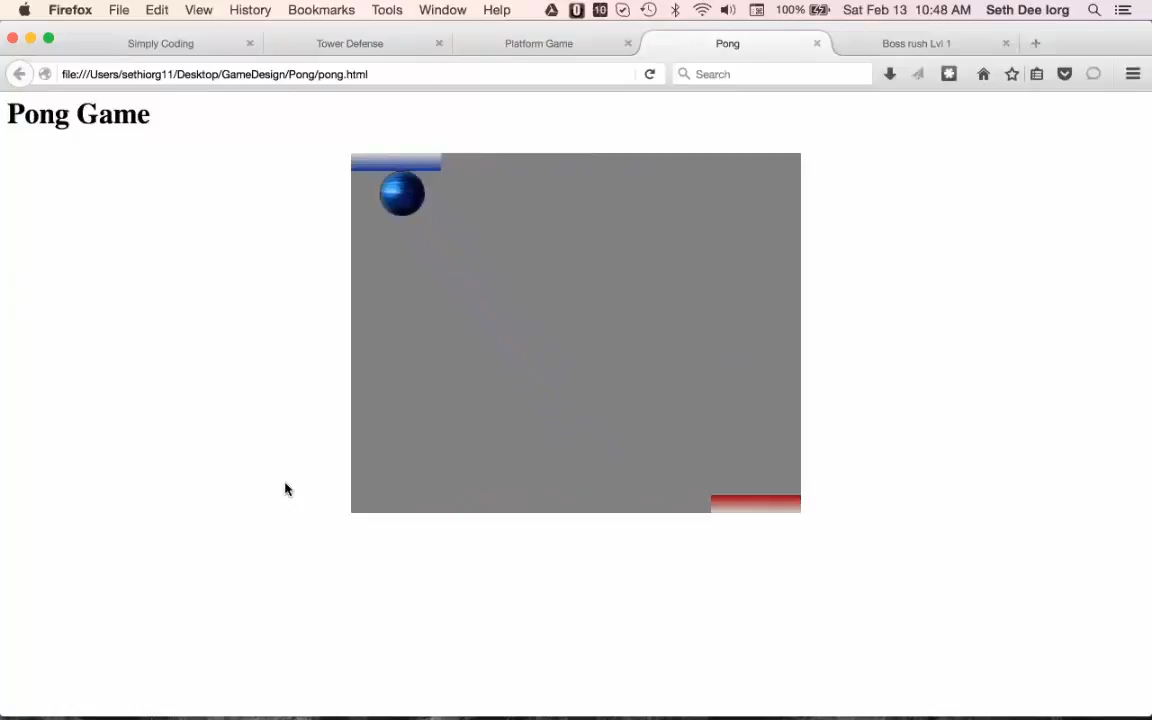 Firefox File Edit View History Bookmarks Tools Window Help 10 100% Sat Feb 13 10:48 AM Seth Dee Iorg
Simply Coding Tower Defense Platform Game Pong Boss rush Lvl 1
file:///Users/sethiorg11/Desktop/GameDesign/Pong/pong.html Search
Pong Game